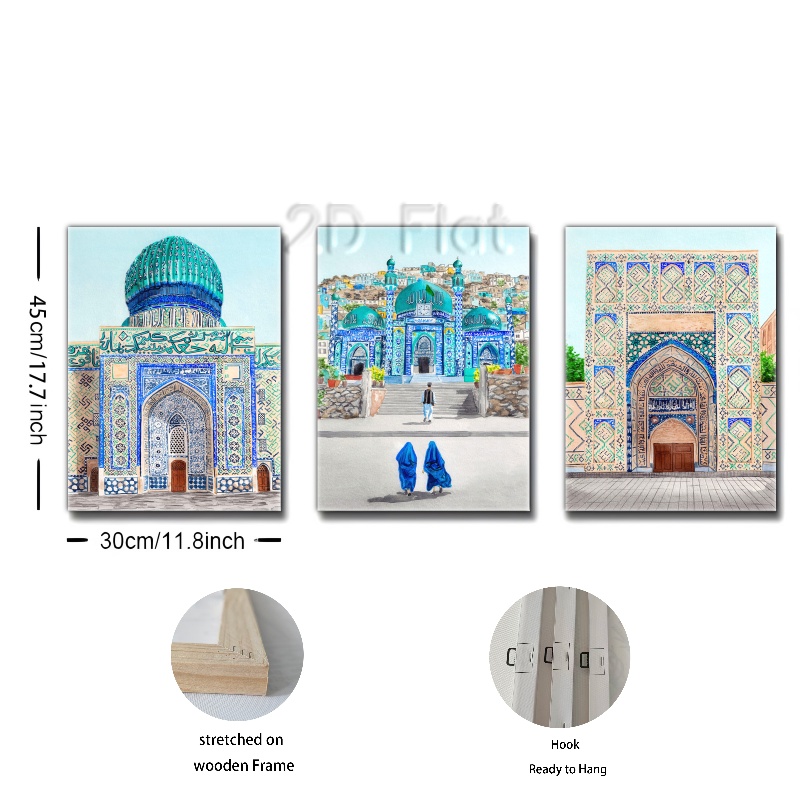 2D Flat
45cm/17.7inch
30cm/11.8inch
stretched on
wooden Frame
Hook
Ready to Hang